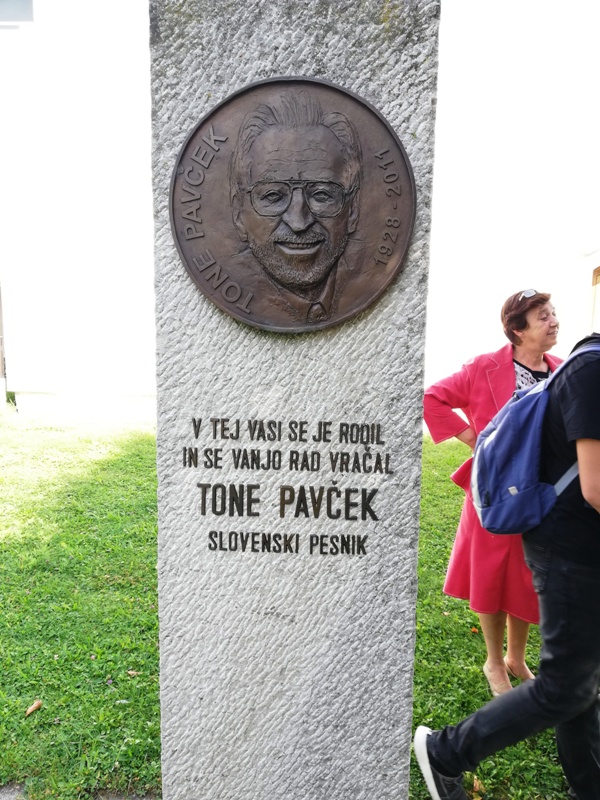 TONE PAVČEK
1928 - 2011
V TEJ VASI SE JE RODIL
IN SE VANJO RAD VRAČAL
TONE PAVČEK
SLOVENSKI PESNIK